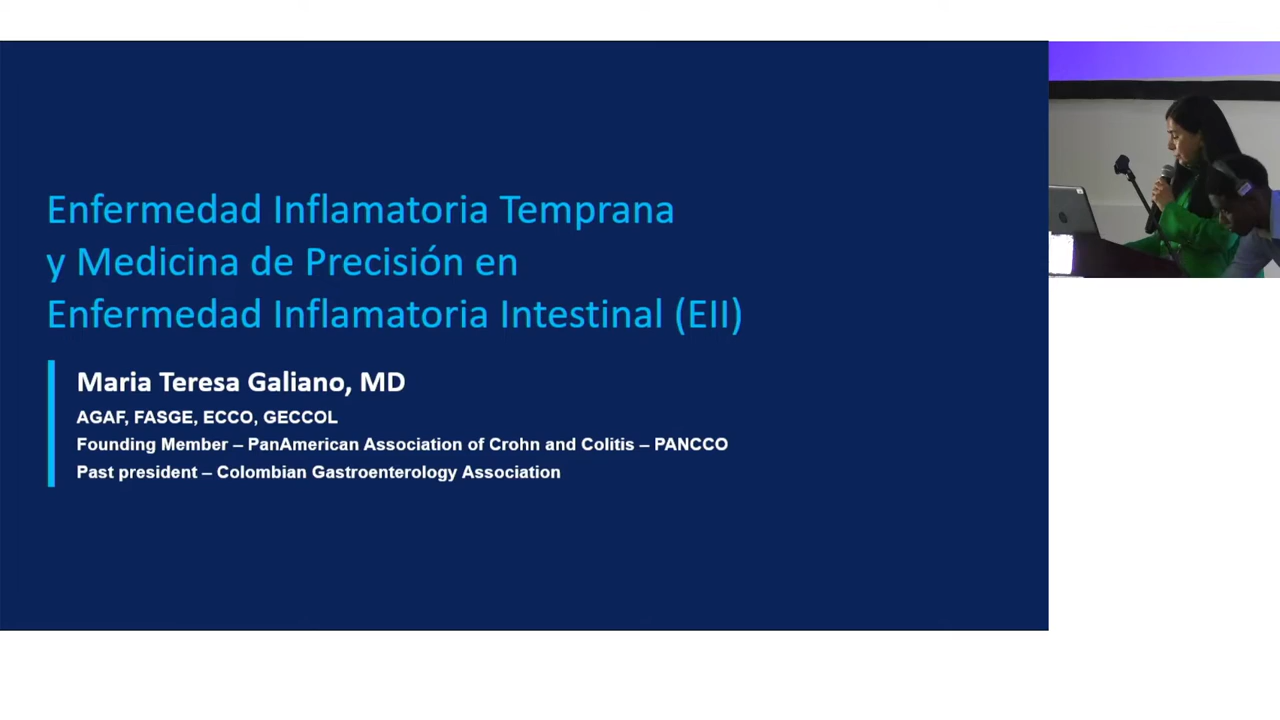 Enfermedad Inflamatoria Temprana
y Medicina de Precisión en
Enfermedad Inflamatoria Intestinal (EII)
Maria Teresa Galiano, MD
AGAF, FASGE, ECCO, GECCOL
Founding Member – PanAmerican Association of Crohn and Colitis – PANCCO
Past president – Colombian Gastroenterology Association